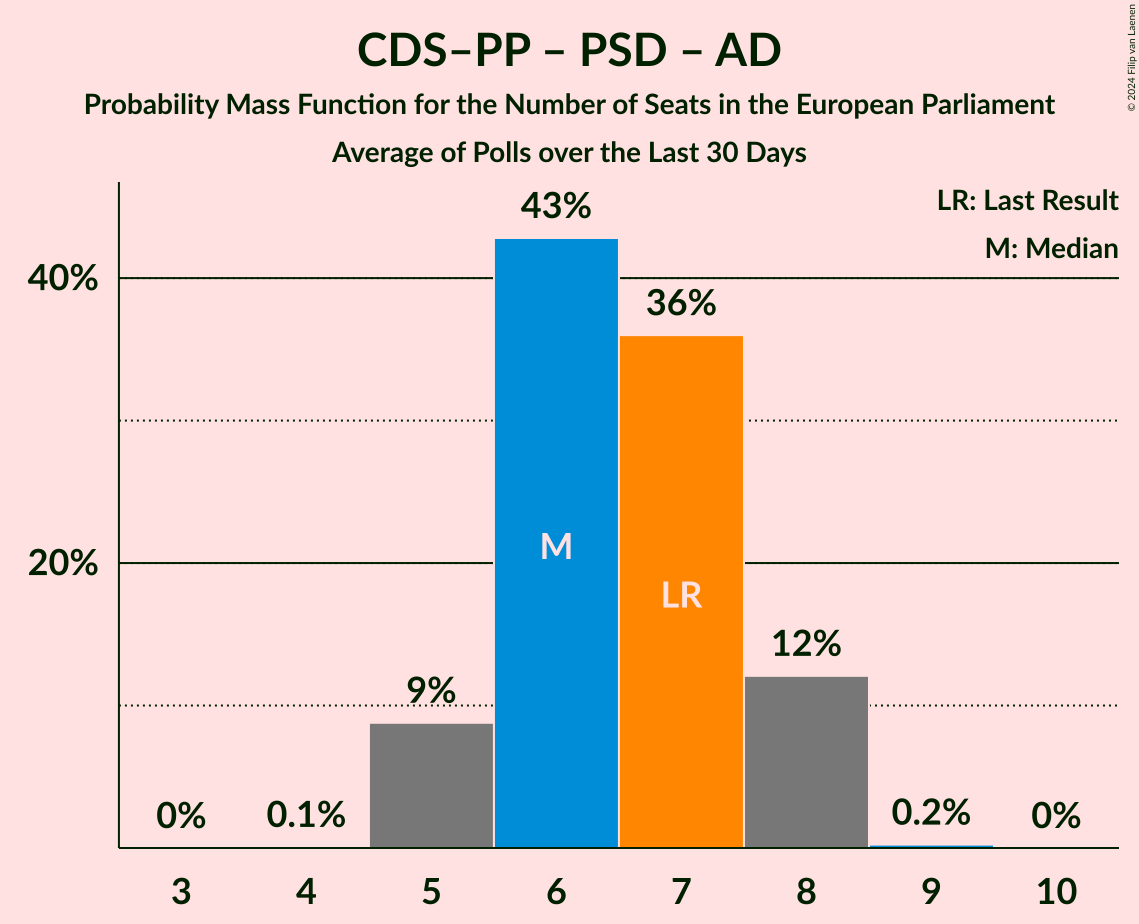 CDS–PP – PSD – AD
Probability Mass Function for the Number of Seats in the European Parliament
Average of Polls over the Last 30 Days
© 2024 Filip van Laenen
LR: Last Result
M: Median
40%
20%
0%
0.1%
9%
43%
36%
12%
0.2%
0%
M
LR
3 4 5 6 7 8 9 10